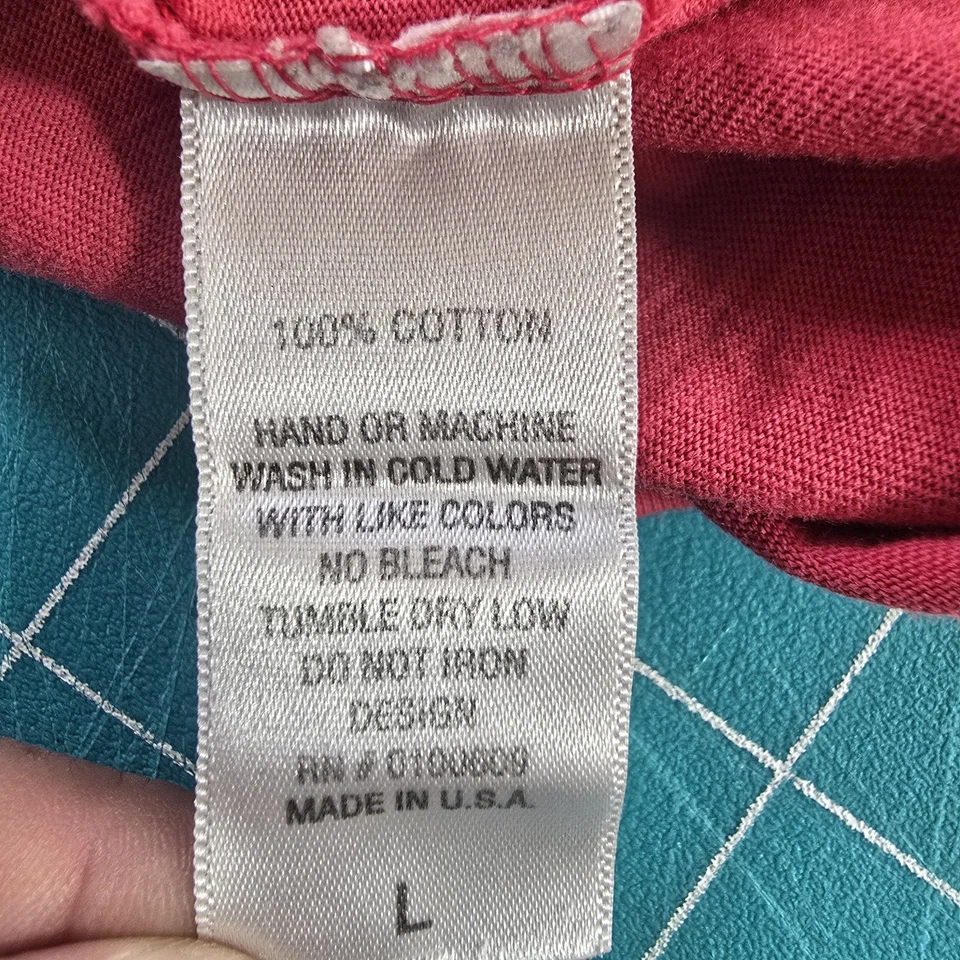 100% COTTON
HAND OR MACHINE
WASH IN COLD WATER
WITH LIKE COLORS
NO BLEACH
TUMBLE DRY LOW
DO NOT IRON
DESIGN
RN #
MADE IN U.S.A.
L